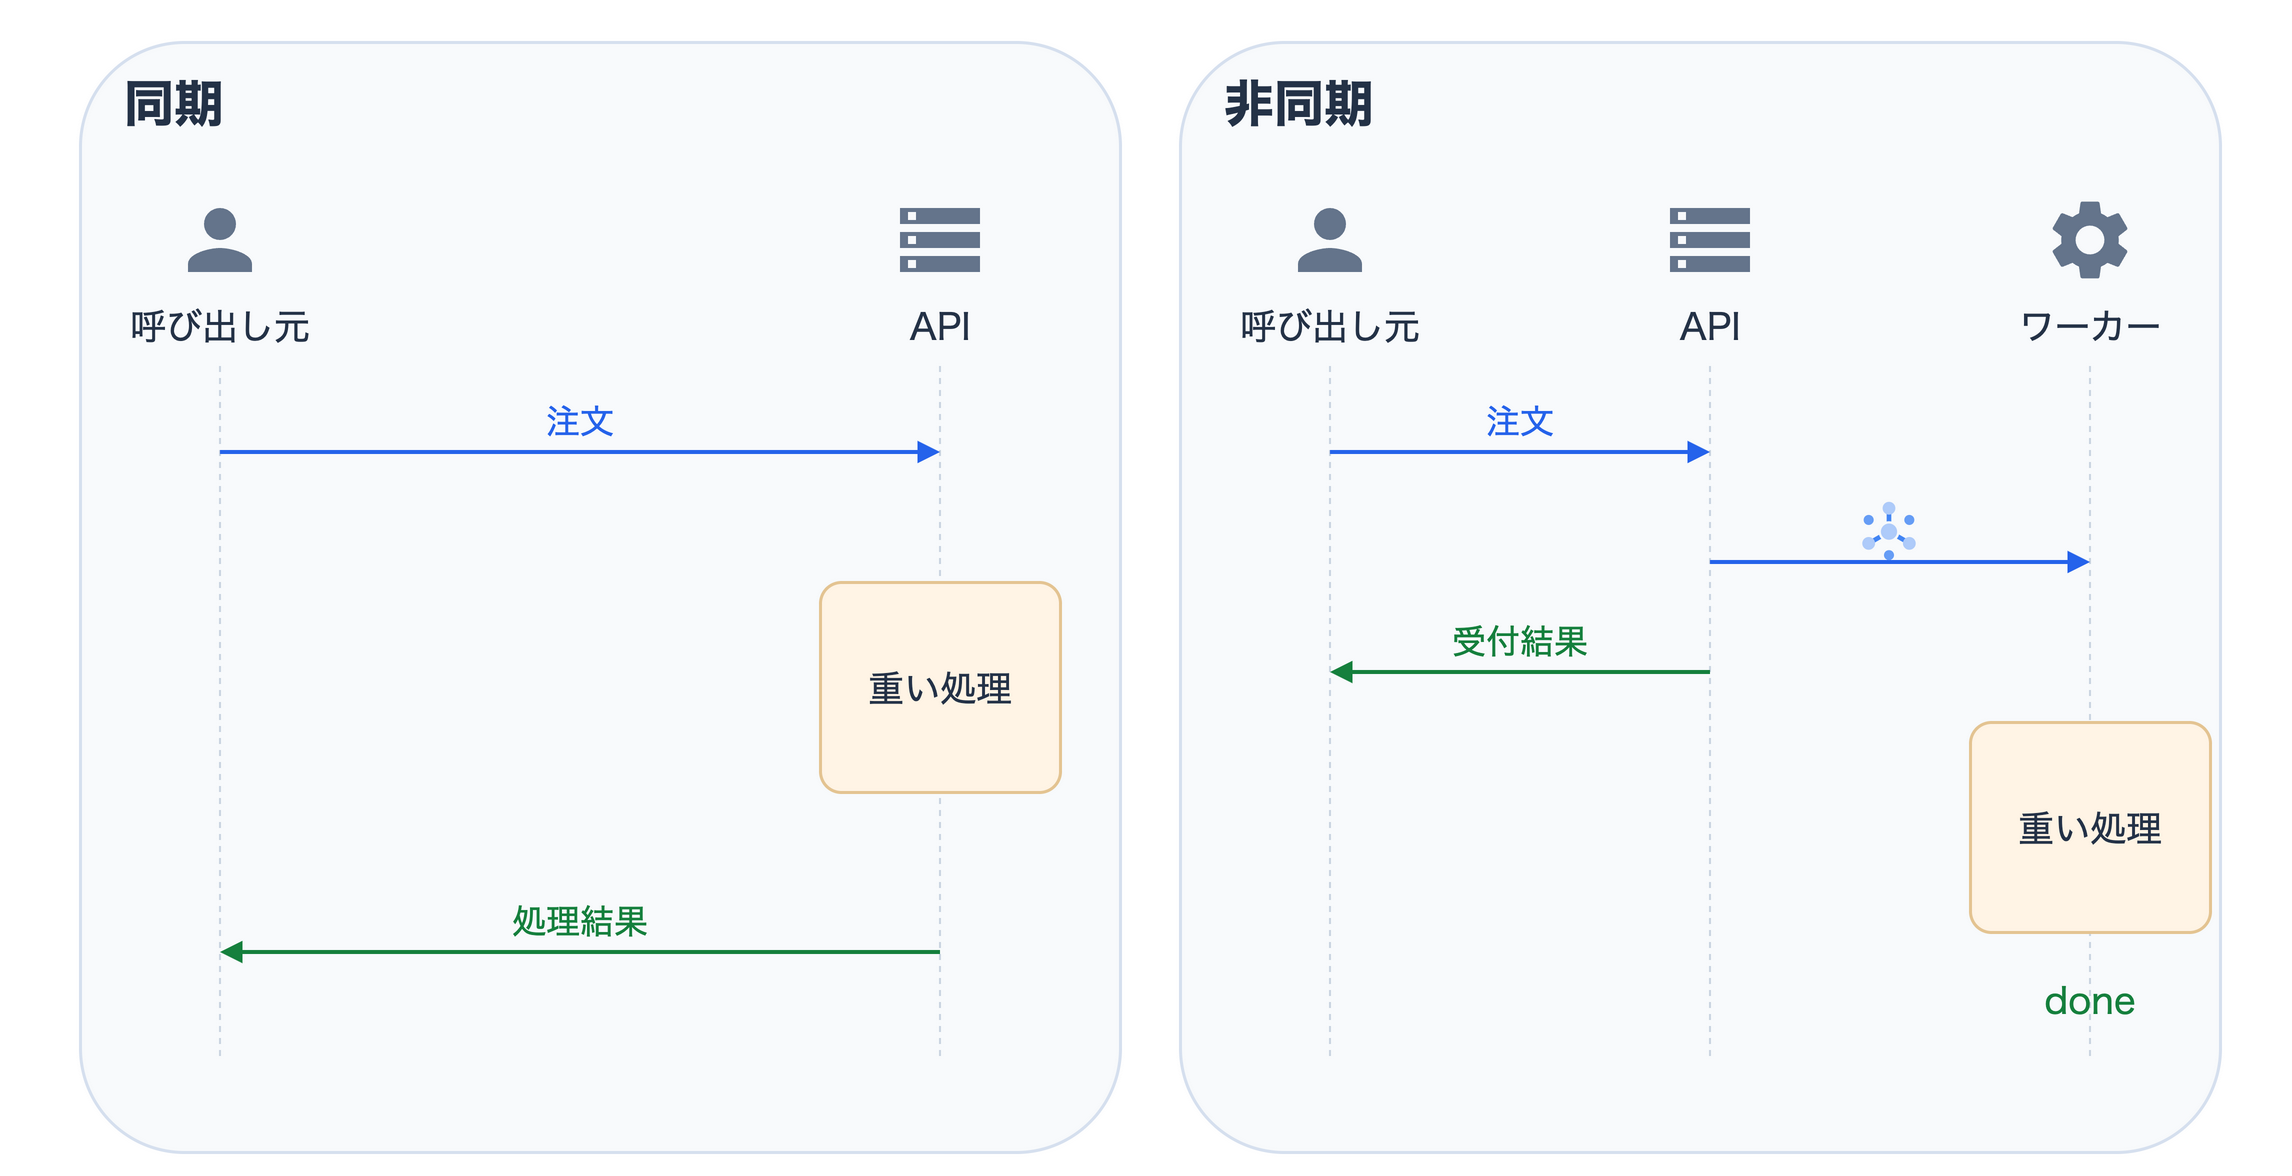 同期
呼び出し元
API
注文
重い処理
処理結果
非同期
呼び出し元
API
ワーカー
注文
受付結果
重い処理
done